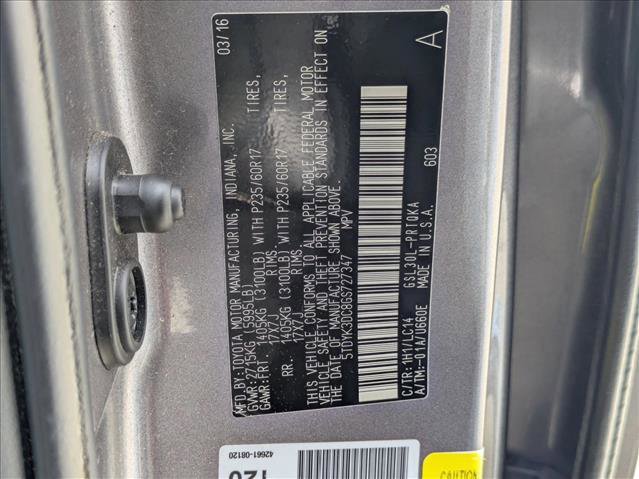 MFD.BY:TOYOTA MOTOR MANUFACTURING, INDIANA, INC. 03/16
GVWR:2775KG (5995LB)
GAWR:FRT. 1405KG (3100LB) WITH P235/60R17 TIRES,
17X7J RIMS,
RR. 1405KG (3100LB) WITH P235/60R17 TIRES,
17X7J RIMS.
THIS VEHICLE CONFORMS TO ALL APPLICABLE FEDERAL MOTOR
VEHICLE SAFETY AND THEFT PREVENTION STANDARDS IN EFFECT ON
THE DATE OF MANUFACTURE SHOWN ABOVE.
5TDYK3DC8GS727347 MPV
C/TR:1H1/LC14 GSL30L-PRTQKA A
A/TM:-01A/U660E MADE IN U.S.A. 603
42661-08120
120
CAUTION